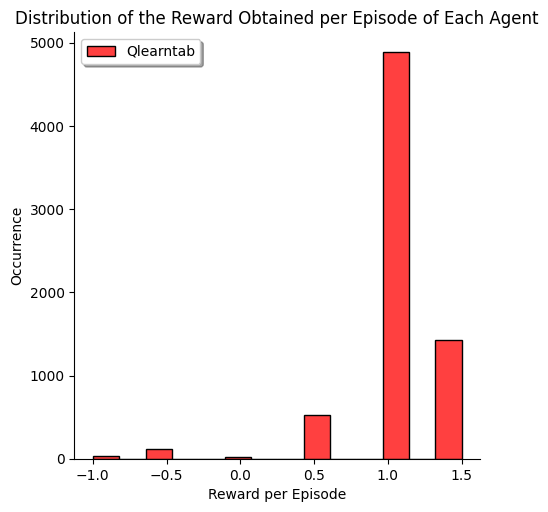 Distribution of the Reward Obtained per Episode of Each Agent
Qlearntab
Occurrence
5000
4000
3000
2000
1000
0
−1.0 −0.5 0.0 0.5 1.0 1.5
Reward per Episode